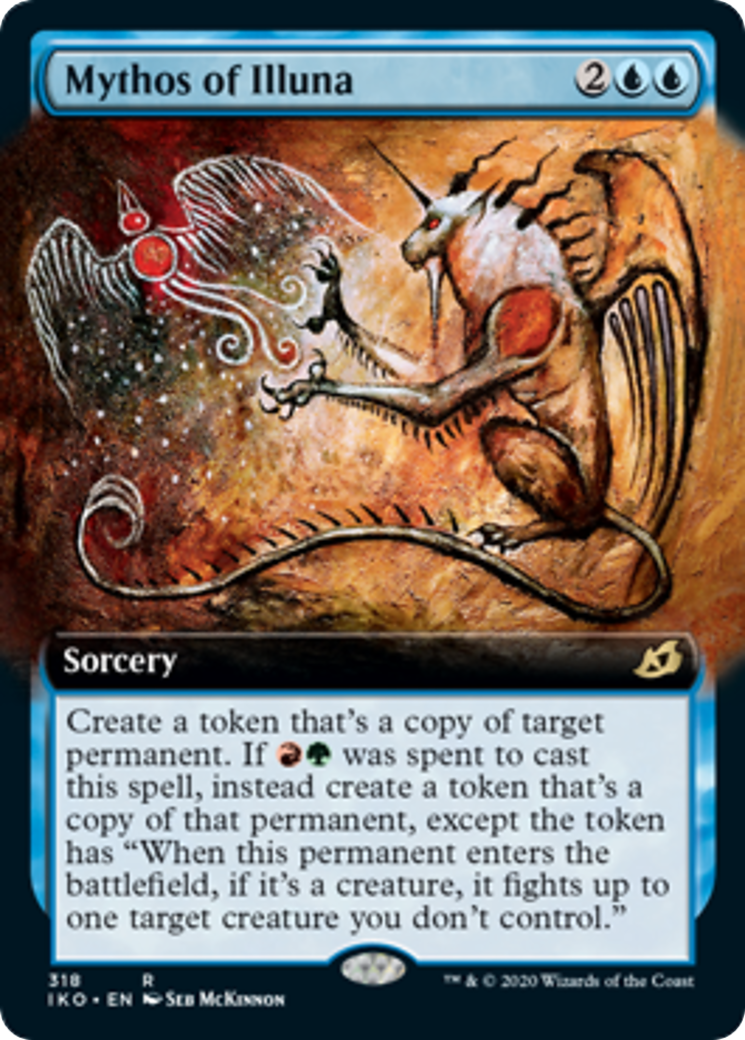 Mythos of Illuna 2
Sorcery
Create a token that's a copy of target
permanent. If was spent to cast
this spell, instead create a token that's a
copy of that permanent, except the token
has “When this permanent enters the
battlefield, if it's a creature, it fights up to
one target creature you don't control.”
318 R
IKO • EN Seb McKinnon
™ & © 2020 Wizards of the Coast